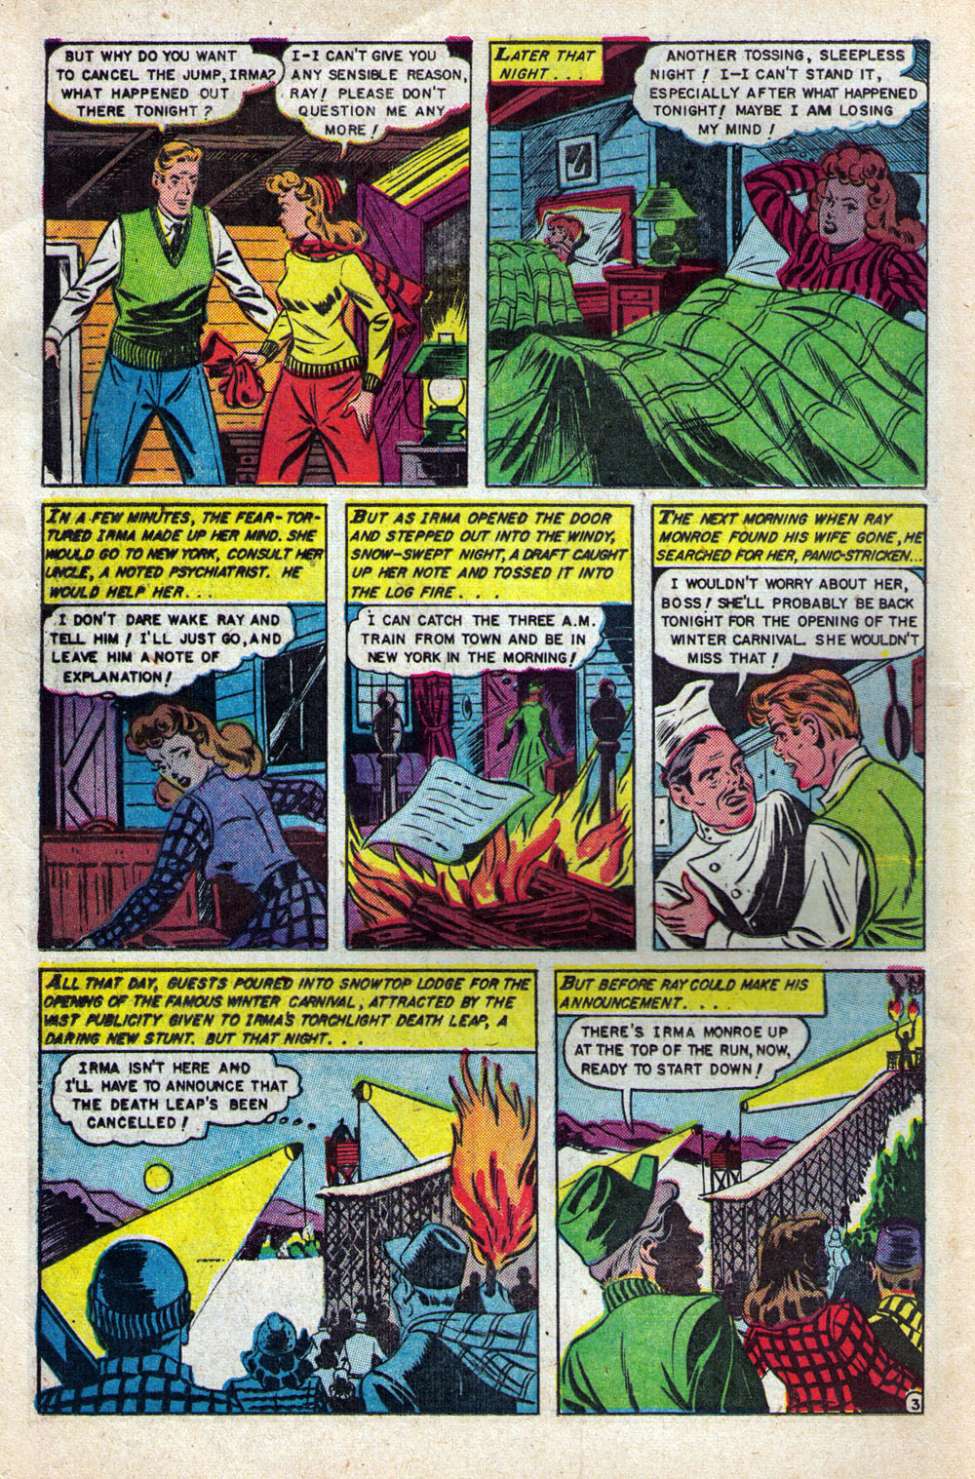 BUT WHY DO YOU WANT
TO CANCEL THE JUMP, IRMA?
WHAT HAPPENED OUT
THERE TONIGHT?
I-I CAN'T GIVE YOU
ANY SENSIBLE REASON,
RAY! PLEASE DON'T
QUESTION ME ANY
MORE!
LATER THAT
NIGHT...
ANOTHER TOSSING, SLEEPLESS
NIGHT! I-I CAN'T STAND IT,
ESPECIALLY AFTER WHAT HAPPENED
TONIGHT! MAYBE I AM LOSING
MY MIND!
IN A FEW MINUTES, THE FEAR-TOR-
TURED IRMA MADE UP HER MIND. SHE
WOULD GO TO NEW YORK, CONSULT HER
UNCLE, A NOTED PSYCHIATRIST. HE
WOULD HELP HER...
I DON'T DARE WAKE RAY AND
TELL HIM! I'LL JUST GO, AND
LEAVE HIM A NOTE OF
EXPLANATION!
BUT AS IRMA OPENED THE DOOR
AND STEPPED OUT INTO THE WINDY,
SNOW-SWEPT NIGHT, A DRAFT CAUGHT
UP HER NOTE AND TOSSED IT INTO
THE LOG FIRE...
I CAN CATCH THE THREE A.M.
TRAIN FROM TOWN AND BE IN
NEW YORK IN THE MORNING!
THE NEXT MORNING WHEN RAY
MONROE FOUND HIS WIFE GONE, HE
SEARCHED FOR HER, PANIC-STRICKEN...
I WOULDN'T WORRY ABOUT HER,
BOSS! SHE'LL PROBABLY BE BACK
TONIGHT FOR THE OPENING OF THE
WINTER CARNIVAL. SHE WOULDN'T
MISS THAT!
ALL THAT DAY, GUESTS POURED INTO SNOWTOP LODGE FOR THE
OPENING OF THE FAMOUS WINTER CARNIVAL, ATTRACTED BY THE
VAST PUBLICITY GIVEN TO IRMA'S TORCHLIGHT DEATH LEAP, A
DARING NEW STUNT. BUT THAT NIGHT...
IRMA ISN'T HERE AND
I'LL HAVE TO ANNOUNCE THAT
THE DEATH LEAP'S BEEN
CANCELLED!
BUT BEFORE RAY COULD MAKE HIS
ANNOUNCEMENT....
THERE'S IRMA MONROE UP
AT THE TOP OF THE RUN, NOW,
READY TO START DOWN!
3